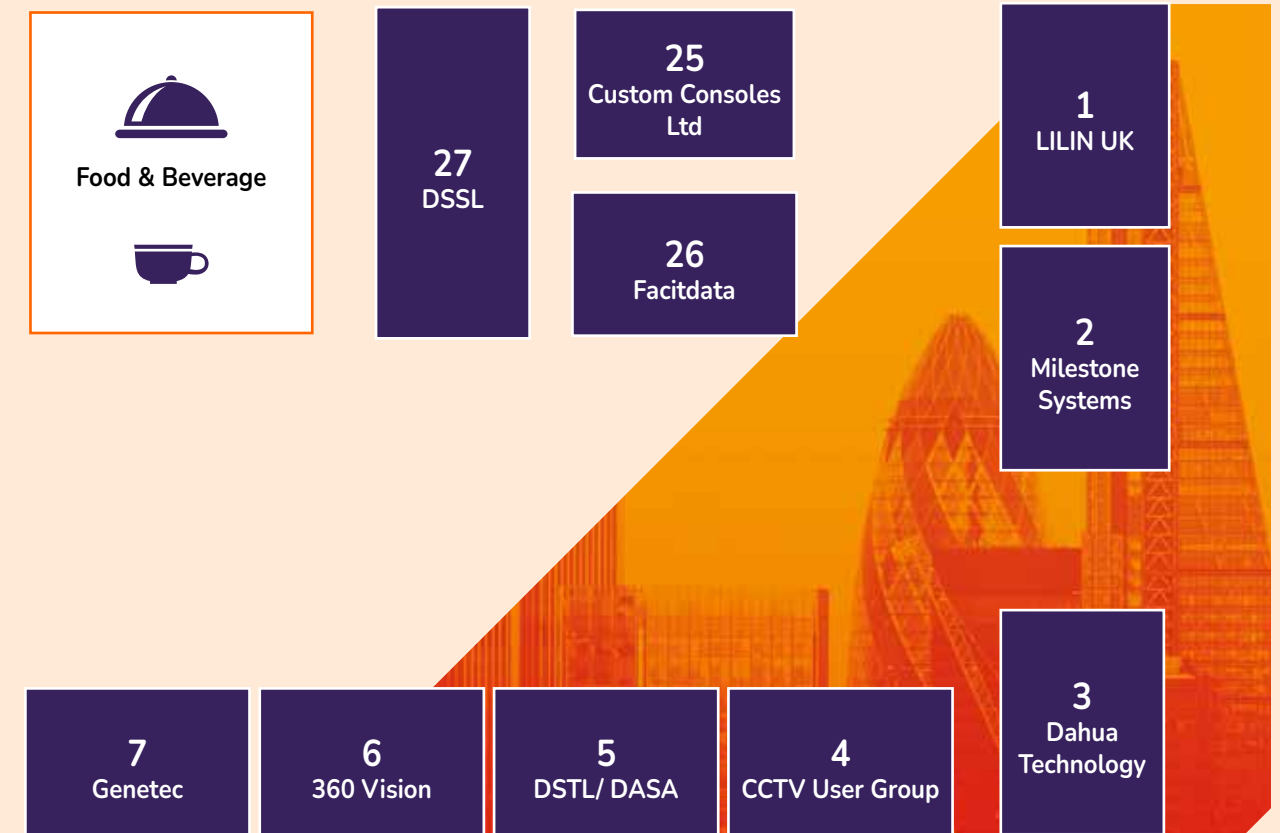 Food & Beverage
27
DSSL
25
Custom Consoles
Ltd
26
Facitdata
1
LILIN UK
2
Milestone
Systems
3
Dahua
Technology
7
Genetec
6
360 Vision
5
DSTL/ DASA
4
CCTV User Group